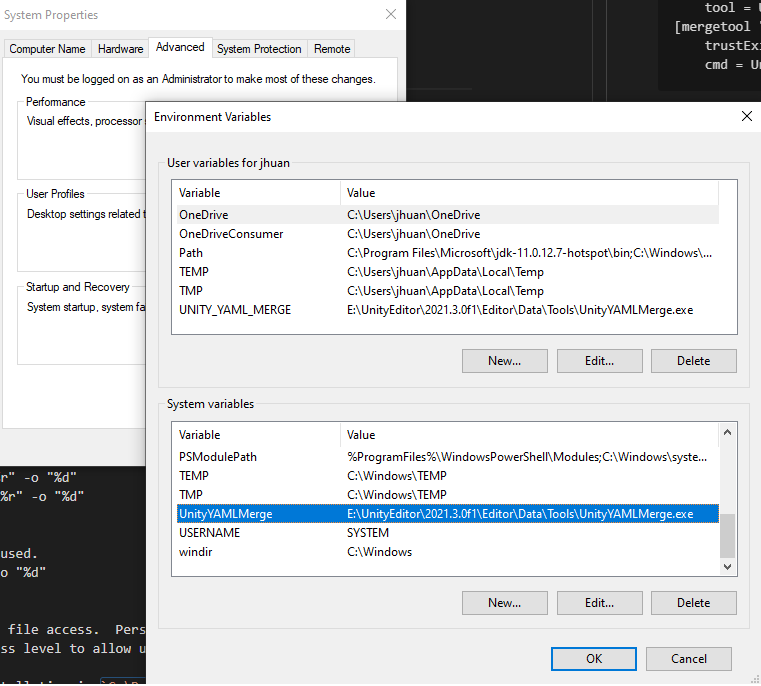 System Properties
Computer Name Hardware Advanced System Protection Remote
You must be logged on as an Administrator to make most of these changes.
Performance
Visual effects, processor
User Profiles
Desktop settings related
Startup and Recovery
System startup, system fa
tool =
[mergetool
trustExi
cmd =
Environment Variables
User variables for jhuan
Variable Value
OneDrive C:\Users\jhuan\OneDrive
OneDriveConsumer C:\Users\jhuan\OneDrive
Path C:\Program Files\Microsoft\jdk-11.0.12.7-hotspot\bin;C:\Windows\...
TEMP C:\Users\jhuan\AppData\Local\Temp
TMP C:\Users\jhuan\AppData\Local\Temp
UNITY_YAML_MERGE E:\UnityEditor\2021.3.0f1\Editor\Data\Tools\UnityYAMLMerge.exe
New... Edit... Delete
System variables
Variable Value
PSModulePath %ProgramFiles%\WindowsPowerShell\Modules;C:\Windows\syste...
TEMP C:\Windows\TEMP
TMP C:\Windows\TEMP
UnityYAMLMerge E:\UnityEditor\2021.3.0f1\Editor\Data\Tools\UnityYAMLMerge.exe
USERNAME SYSTEM
windir C:\Windows
New... Edit... Delete
OK Cancel
r" -o "%d"
%r" -o "%d"
used.
o "%d"
file access. Pers
ss level to allow u